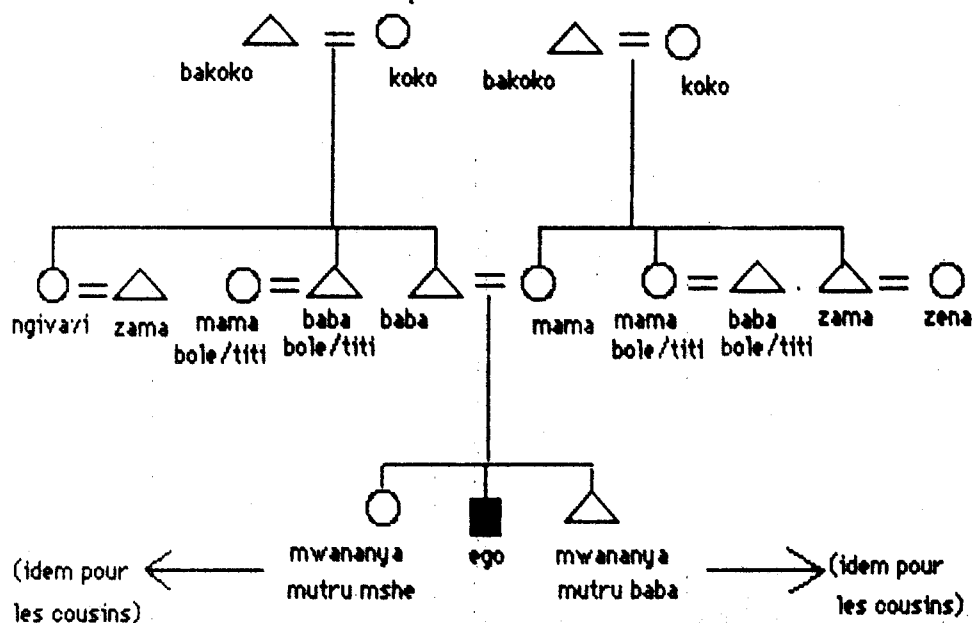 bakoko koko bakoko koko
ngivavi zama mama baba baba mama mama baba zama zena
bole/titi bole/titi bole/titi bole/titi
mwananya ego mwananya
mutru mshe mutru baba
(idem pour (idem pour
les cousins) les cousins)